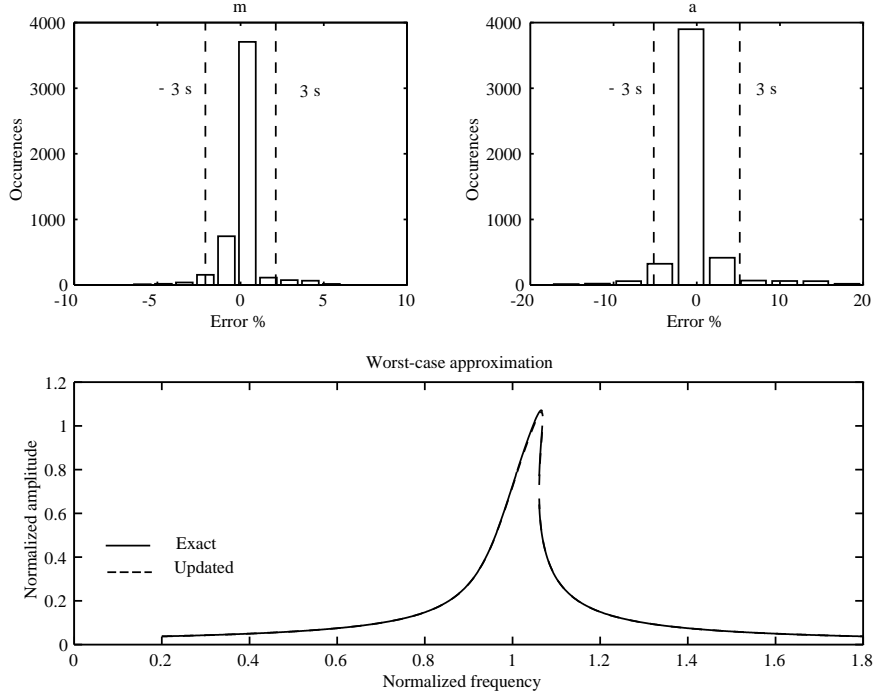 m
4000
3000
2000
1000
0
Occurences
- 3 s
3 s
-10
-5
0
5
10
Error %
a
4000
3000
2000
1000
0
Occurences
- 3 s
3 s
-20
-10
0
10
20
Error %
Worst-case approximation
1.2
1
0.8
0.6
0.4
0.2
0
Normalized amplitude
Exact
Updated
0
0.2
0.4
0.6
0.8
1
1.2
1.4
1.6
1.8
Normalized frequency